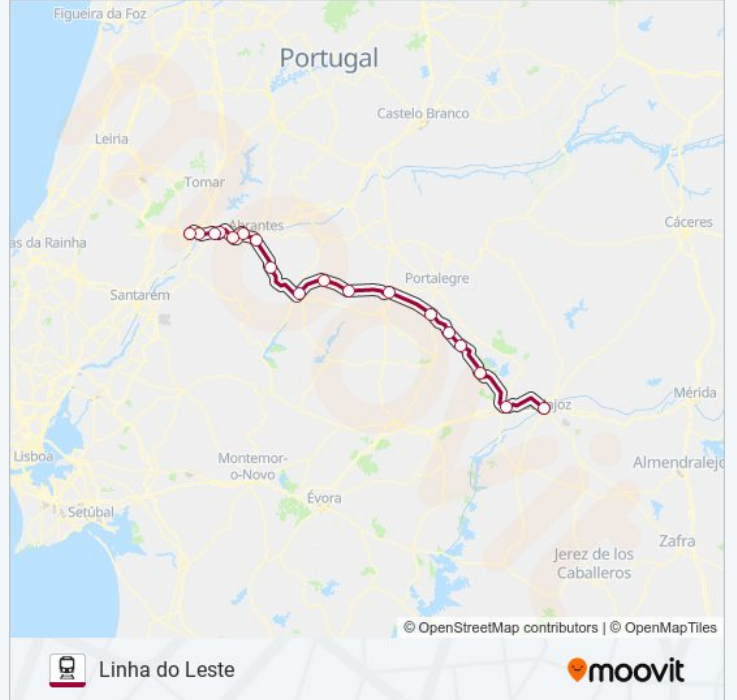 Figueira da Foz
Portugal
Castelo Branco
Leiria
Tomar
Abrantes
Cáceres
as da Rainha
Portalegre
Santarém
Mérida
ajoz
Lisboa
Montemor-
o-Novo
Almendralejo
Évora
Setúbal
Zafra
Jerez de los
Caballeros
© OpenStreetMap contributors | © OpenMapTiles
Linha do Leste
moovit